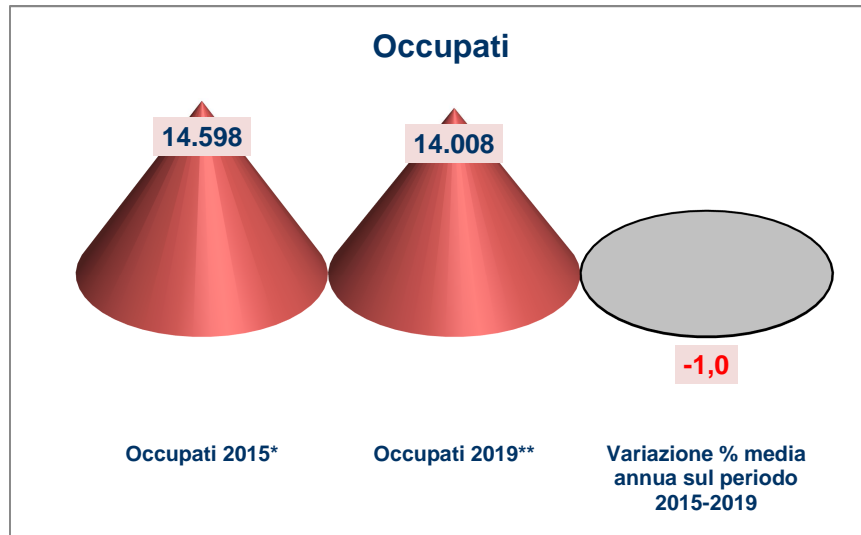 Occupati
14.598
14.008
-1,0
Occupati 2015*
Occupati 2019**
Variazione % media
annua sul periodo
2015-2019